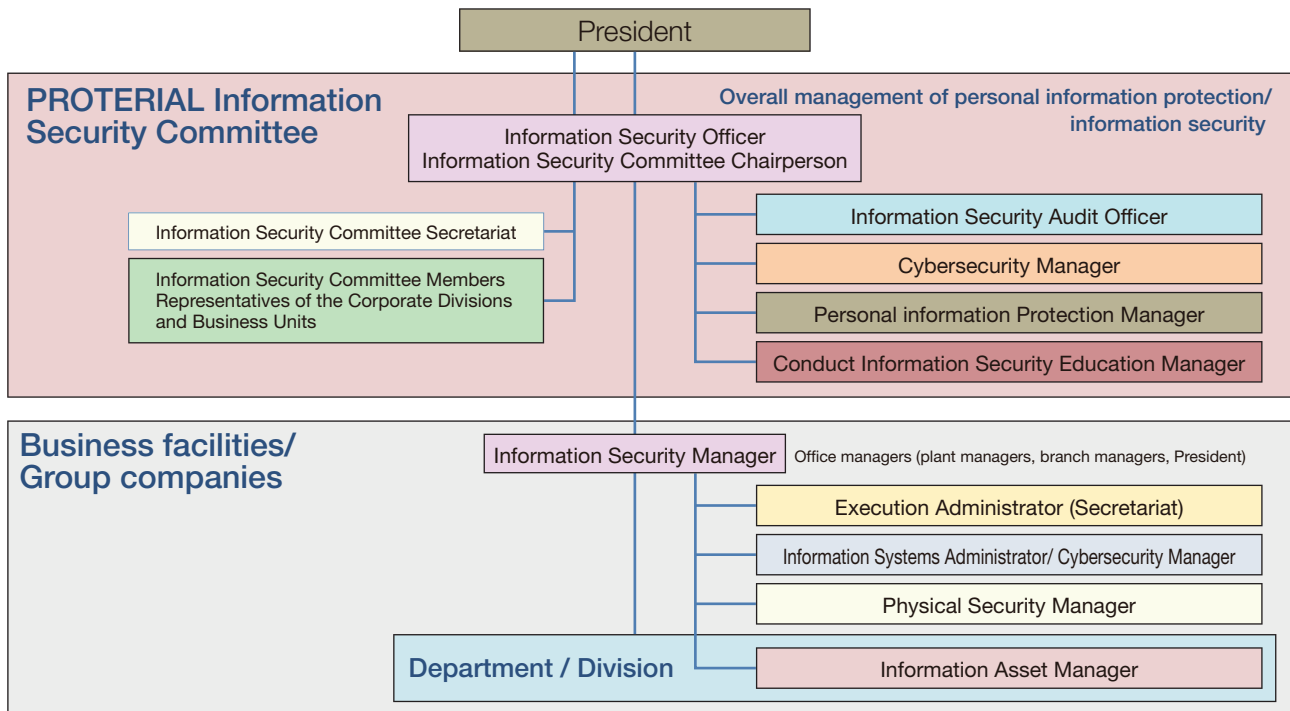 President
PROTERIAL Information
Security Committee
Overall management of personal information protection/
information security
Information Security Officer
Information Security Committee Chairperson
Information Security Committee Secretariat
Information Security Committee Members
Representatives of the Corporate Divisions
and Business Units
Information Security Audit Officer
Cybersecurity Manager
Personal information Protection Manager
Conduct Information Security Education Manager
Business facilities/
Group companies
Information Security Manager
Office managers (plant managers, branch managers, President)
Execution Administrator (Secretariat)
Information Systems Administrator/ Cybersecurity Manager
Physical Security Manager
Department / Division
Information Asset Manager